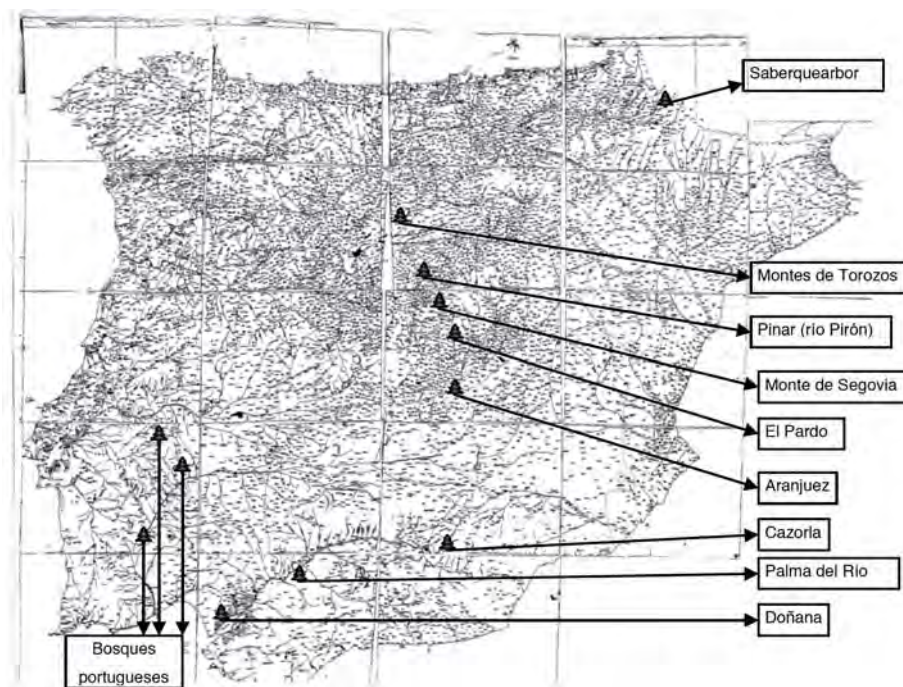 Saberquearbor
Montes de Torozos
Pinar (río Pirón)
Monte de Segovia
El Pardo
Aranjuez
Cazorla
Palma del Río
Doñana
Bosques
portugueses